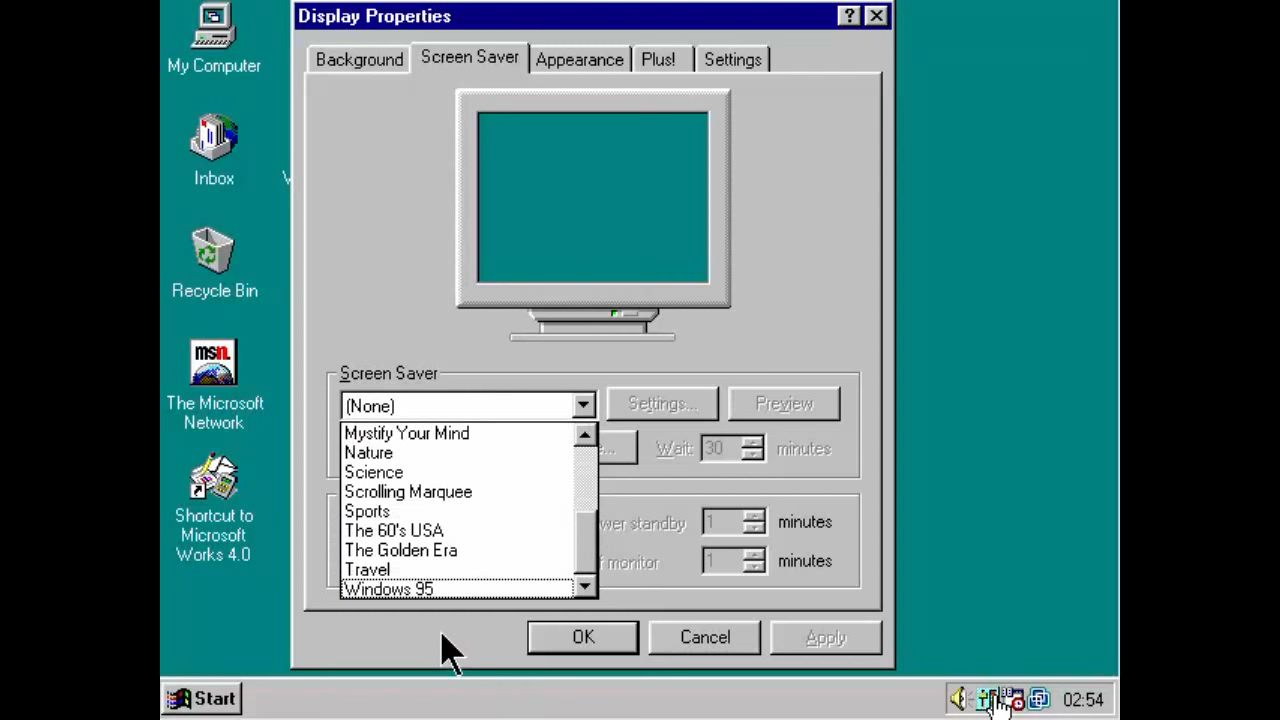 Display Properties
My Computer
Background
Screen Saver
Appearance
Plus!
Settings
Inbox
Recycle Bin
msn.
The Microsoft
Network
Screen Saver
(None)
Settings...
Preview
Mystify Your Mind
Nature
Science
Scrolling Marquee
Sports
The 60's USA
The Golden Era
Travel
Windows 95
Wait:
30
minutes
1
minutes
monitor
1
minutes
standby
Shortcut to
Microsoft
Works 4.0
OK
Cancel
Apply
Start
02:54